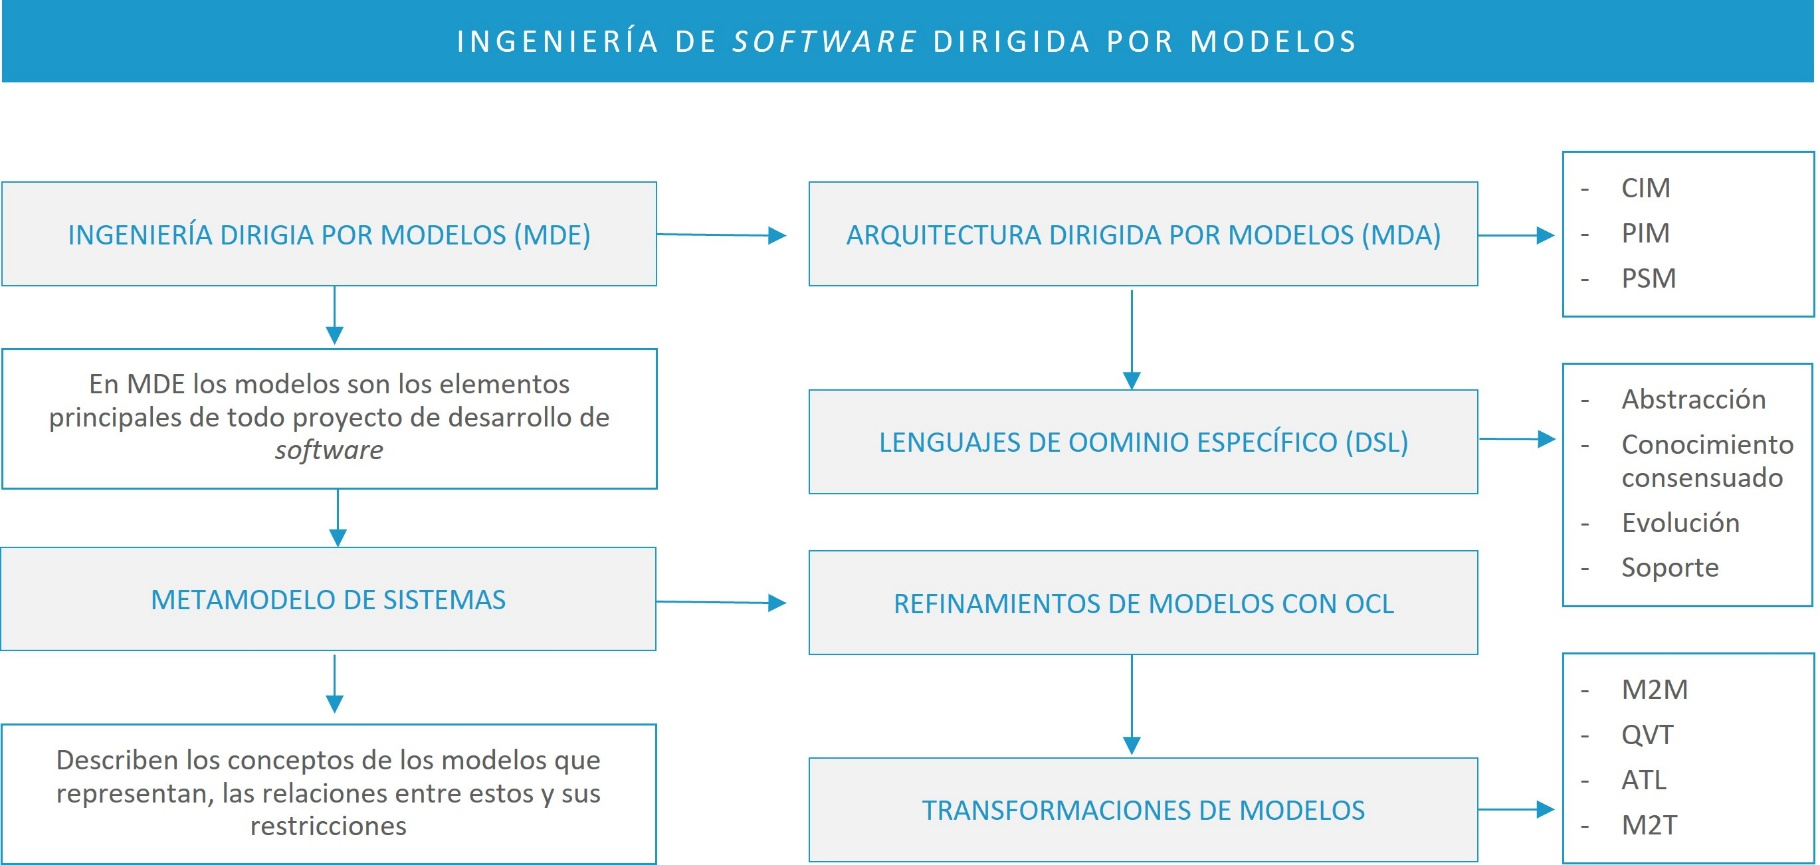 INGENIERÍA DE SOFTWARE DIRIGIDA POR MODELOS
INGENIERÍA DIRIGIA POR MODELOS (MDE)
ARQUITECTURA DIRIGIDA POR MODELOS (MDA)
- CIM
- PIM
- PSM
En MDE los modelos son los elementos
principales de todo proyecto de desarrollo de
software
LENGUAJES DE OOMINIO ESPECÍFICO (DSL)
- Abstracción
- Conocimiento
consensuado
- Evolución
- Soporte
METAMODELO DE SISTEMAS
REFINAMIENTOS DE MODELOS CON OCL
Describen los conceptos de los modelos que
representan, las relaciones entre estos y sus
restricciones
TRANSFORMACIONES DE MODELOS
- M2M
- QVT
- ATL
- M2T